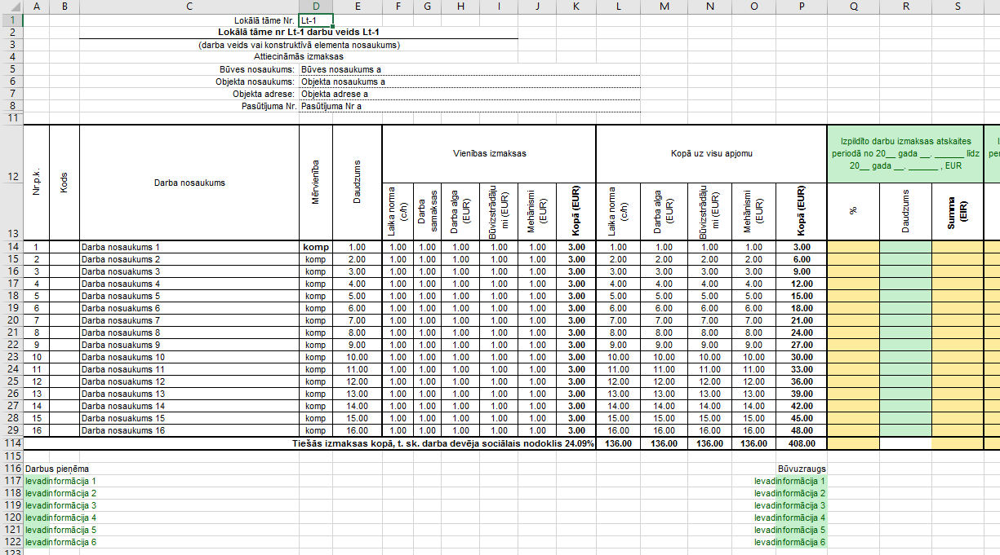 A B C D E F G H I J K L M N O P Q R S
1 Lokālā tāme Nr. Lt-1
2 Lokālā tāme nr Lt-1 darbu veids Lt-1
3 (darba veids vai konstruktīvā elementa nosaukums)
4 Attiecināmās izmaksas
5 Būves nosaukums: Būves nosaukums a
6 Objekta nosaukums: Objekta nosaukums a
7 Objekta adrese: Objekta adrese a
8 Pasūtījuma Nr. Pasūtījuma Nr a
11
12 Nr.p.k. Kods Darba nosaukums Mērvienība Daudzums Vienības izmaksas Kopā uz visu apjomu Izpildīto darbu izmaksas atskaites
periodā no 20__ gada __. ______ līdz
20__ gada __. ______ , EUR
13 Laika norma (c/h) Darba samaksas Darba alga (EUR) Būvizstrādāju mi (EUR) Mehānismi (EUR) Kopā (EUR) Laika norma (c/h) Darba alga (EUR) Būvizstrādāju mi (EUR) Mehānismi (EUR) Kopā (EUR) % Daudzums Summa (EIR)
14 1 Darba nosaukums 1 komp 1.00 1.00 1.00 1.00 1.00 1.00 3.00 1.00 1.00 1.00 1.00 3.00
15 2 Darba nosaukums 2 komp 2.00 1.00 1.00 1.00 1.00 1.00 3.00 2.00 2.00 2.00 2.00 6.00
16 3 Darba nosaukums 3 komp 3.00 1.00 1.00 1.00 1.00 1.00 3.00 3.00 3.00 3.00 3.00 9.00
17 4 Darba nosaukums 4 komp 4.00 1.00 1.00 1.00 1.00 1.00 3.00 4.00 4.00 4.00 4.00 12.00
18 5 Darba nosuakums 5 komp 5.00 1.00 1.00 1.00 1.00 1.00 3.00 5.00 5.00 5.00 5.00 15.00
19 6 Darba nosuakums 6 komp 6.00 1.00 1.00 1.00 1.00 1.00 3.00 6.00 6.00 6.00 6.00 18.00
20 7 Darba nosuakums 7 komp 7.00 1.00 1.00 1.00 1.00 1.00 3.00 7.00 7.00 7.00 7.00 21.00
21 8 Darba nosuakums 8 komp 8.00 1.00 1.00 1.00 1.00 1.00 3.00 8.00 8.00 8.00 8.00 24.00
22 9 Darba nosuakums 9 komp 9.00 1.00 1.00 1.00 1.00 1.00 3.00 9.00 9.00 9.00 9.00 27.00
23 10 Darba nosuakums 10 komp 10.00 1.00 1.00 1.00 1.00 1.00 3.00 10.00 10.00 10.00 10.00 30.00
24 11 Darba nosuakums 11 komp 11.00 1.00 1.00 1.00 1.00 1.00 3.00 11.00 11.00 11.00 11.00 33.00
25 12 Darba nosuakums 12 komp 12.00 1.00 1.00 1.00 1.00 1.00 3.00 12.00 12.00 12.00 12.00 36.00
26 13 Darba nosuakums 13 komp 13.00 1.00 1.00 1.00 1.00 1.00 3.00 13.00 13.00 13.00 13.00 39.00
27 14 Darba nosuakums 14 komp 14.00 1.00 1.00 1.00 1.00 1.00 3.00 14.00 14.00 14.00 14.00 42.00
28 15 Darba nosuakums 15 komp 15.00 1.00 1.00 1.00 1.00 1.00 3.00 15.00 15.00 15.00 15.00 45.00
29 16 Darba nosuakums 16 komp 16.00 1.00 1.00 1.00 1.00 1.00 3.00 16.00 16.00 16.00 16.00 48.00
114 Tiešās izmaksas kopā, t. sk. darba devēja sociālais nodoklis 24.09% 136.00 136.00 136.00 136.00 408.00
115
116 Darbus pieņēma Būvuzraugs
117 Ievadinformācija 1 Ievadinformācija 1
118 Ievadinformācija 2 Ievadinformācija 2
119 Ievadinformācija 3 Ievadinformācija 3
120 Ievadinformācija 4 Ievadinformācija 4
121 Ievadinformācija 5 Ievadinformācija 5
122 Ievadinformācija 6 Ievadinformācija 6
123